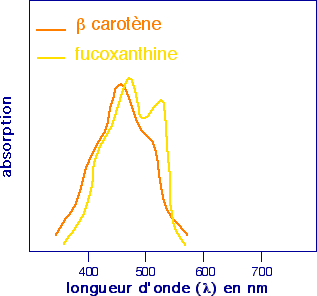 β carotène
fucoxanthine
absorption
400 500 600 700
longueur d'onde (λ) en nm